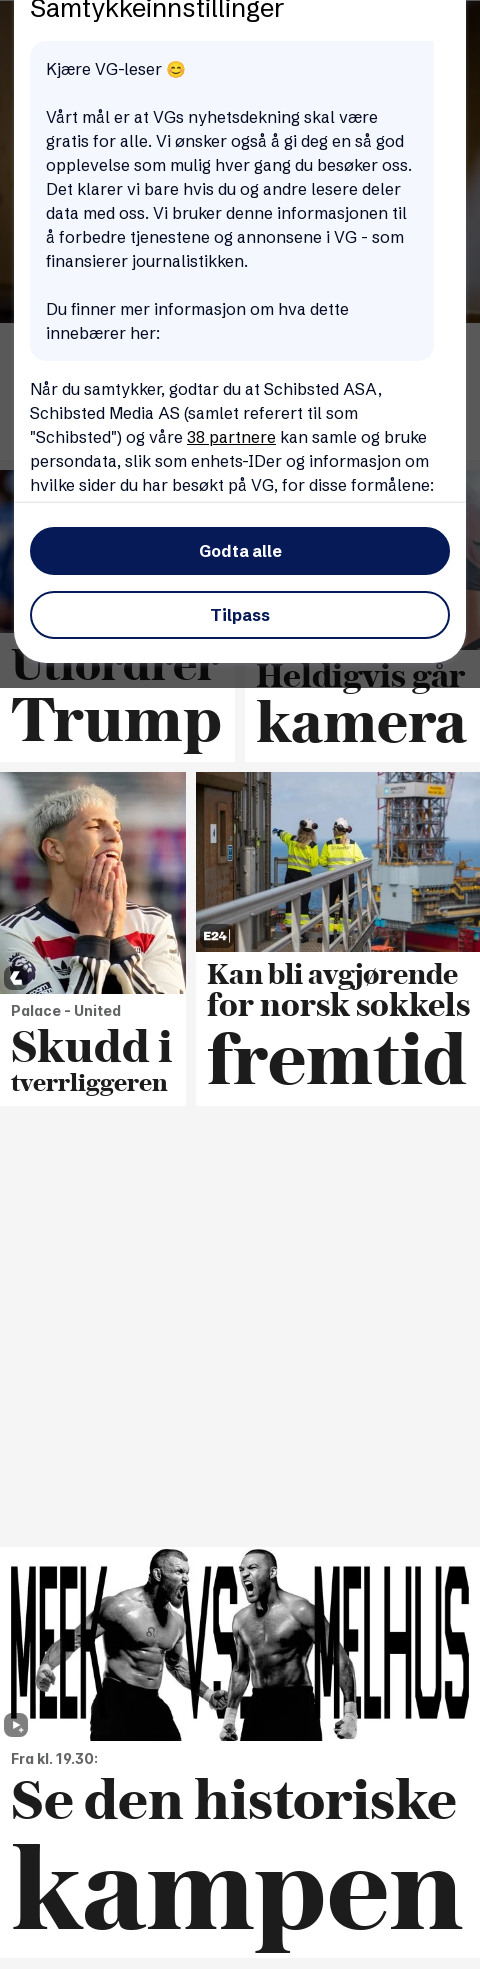 Samtykkeinnstillinger
Kjære VG-leser 😊
Vårt mål er at VGs nyhetsdekning skal være
gratis for alle. Vi ønsker også å gi deg en så god
opplevelse som mulig hver gang du besøker oss.
Det klarer vi bare hvis du og andre lesere deler
data med oss. Vi bruker denne informasjonen til
å forbedre tjenestene og annonsene i VG - som
finansierer journalistikken.
Du finner mer informasjon om hva dette
innebærer her:
Når du samtykker, godtar du at Schibsted ASA,
Schibsted Media AS (samlet referert til som
"Schibsted") og våre 38 partnere kan samle og bruke
persondata, slik som enhets-IDer og informasjon om
hvilke sider du har besøkt på VG, for disse formålene:
Godta alle
Tilpass
Utfordrer
Trump
Heldigvis går
kamera
E24
Palace - United
Skudd i
tverrliggeren
Kan bli avgjørende
for norsk sokkels
fremtid
MEEK VS MELHUS
Fra kl. 19.30:
Se den historiske
kampen